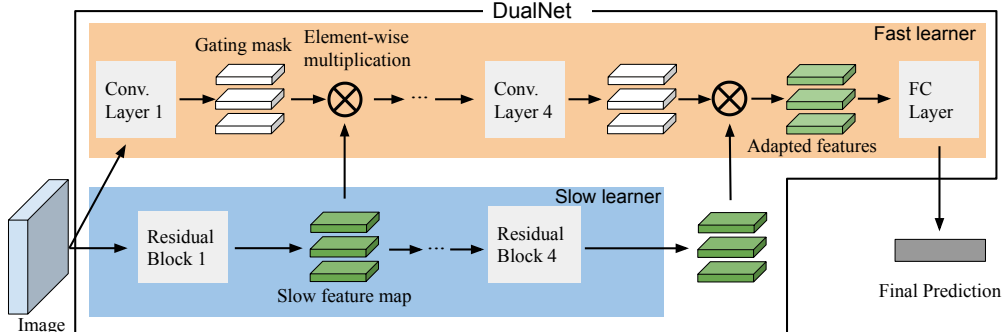 DualNet
Fast learner
Gating mask
Element-wise
multiplication
Conv.
Layer 1
...
Conv.
Layer 4
FC
Layer
Adapted features
Slow learner
Residual
Block 1
...
Residual
Block 4
Slow feature map
Final Prediction
Image